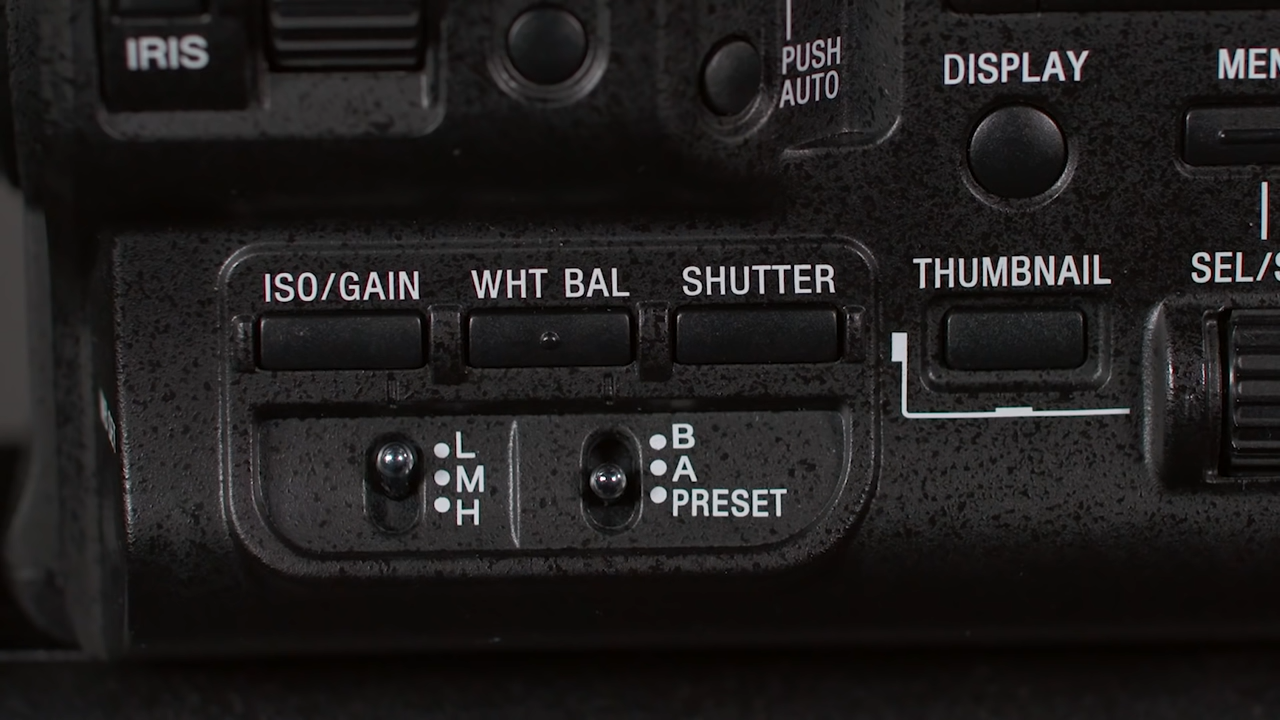 IRIS
PUSH
AUTO
DISPLAY
ISO/GAIN
WHT BAL
SHUTTER
THUMBNAIL
L
M
H
B
A
PRESET